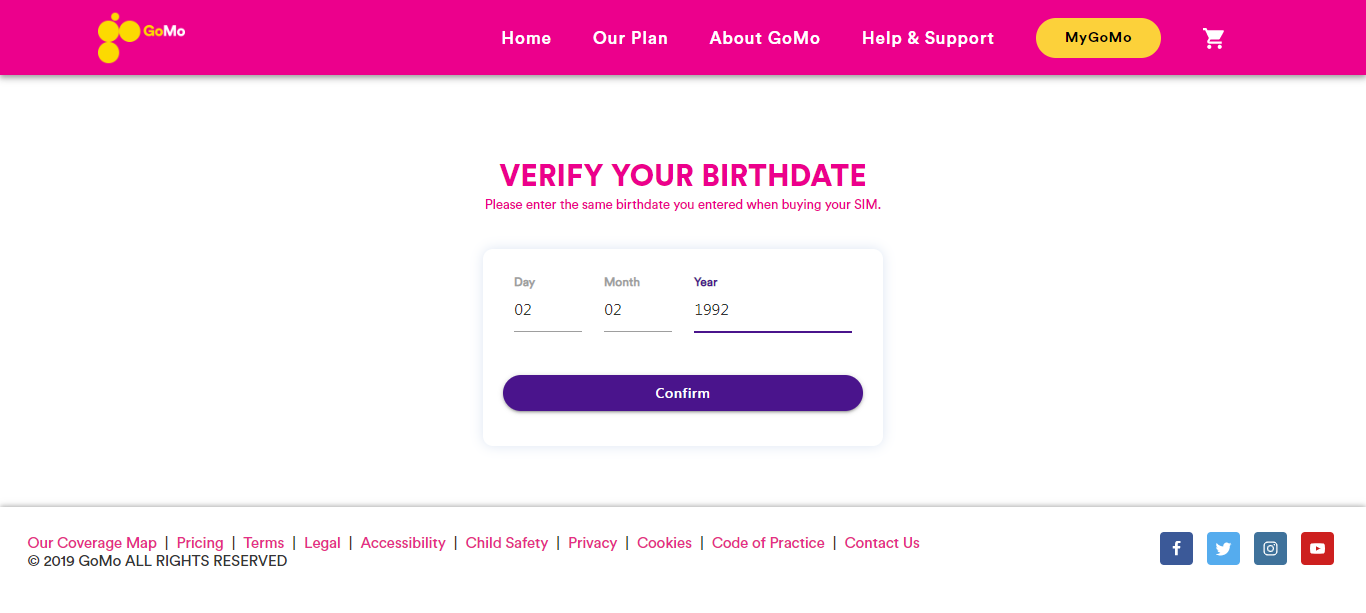 GoMo
Home Our Plan About GoMo Help & Support MyGoMo
VERIFY YOUR BIRTHDATE
Please enter the same birthdate you entered when buying your SIM.
Day Month Year
02 02 1992
Confirm
Our Coverage Map | Pricing | Terms | Legal | Accessibility | Child Safety | Privacy | Cookies | Code of Practice | Contact Us
© 2019 GoMo ALL RIGHTS RESERVED